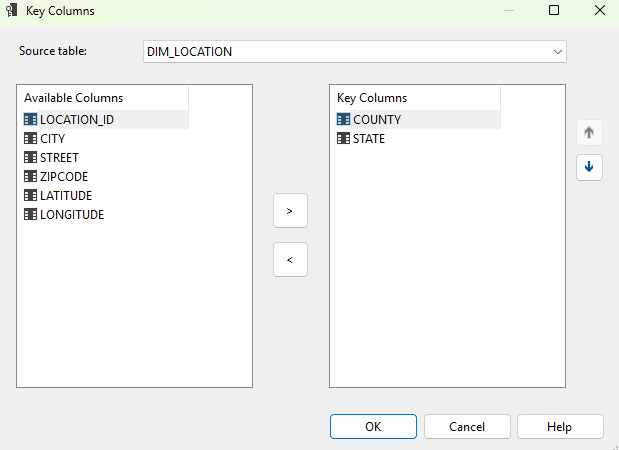 Key Columns
Source table:
DIM_LOCATION
Available Columns
LOCATION_ID
CITY
STREET
ZIPCODE
LATITUDE
LONGITUDE
>
<
Key Columns
COUNTY
STATE
OK
Cancel
Help